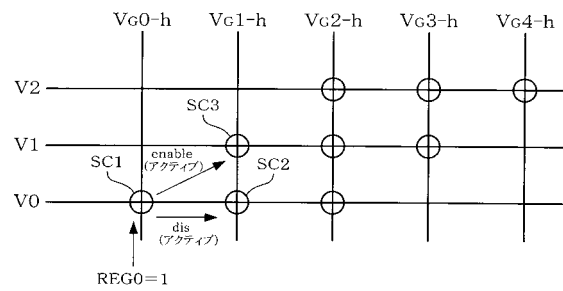 VG0-h VG1-h VG2-h VG3-h VG4-h
V2
SC3
V1
enable
(アクティブ)
SC1
SC2
V0
dis
(アクティブ)
REG0=1